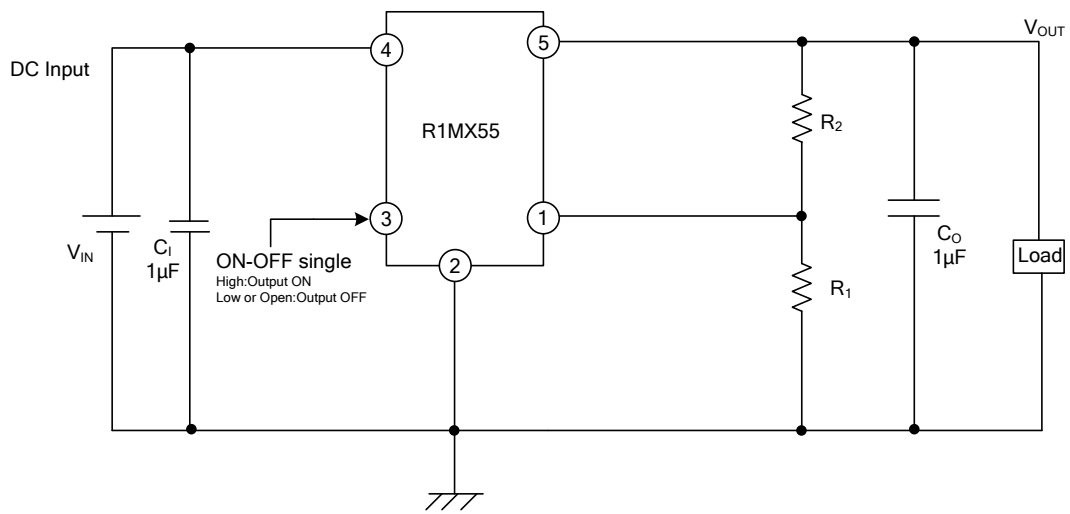 V_OUT
4
5
DC Input
R1MX55
R₂
3
1
V_IN
C_I
1µF
ON-OFF single
High:Output ON
Low or Open:Output OFF
2
R₁
C_O
1µF
Load